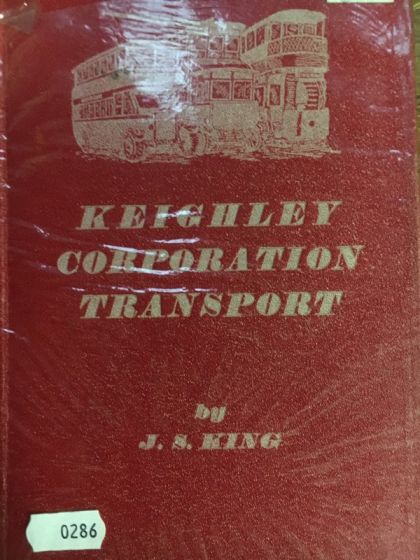 KEIGHLEY
CORPORATION
TRANSPORT
by
J. S. KING
0286